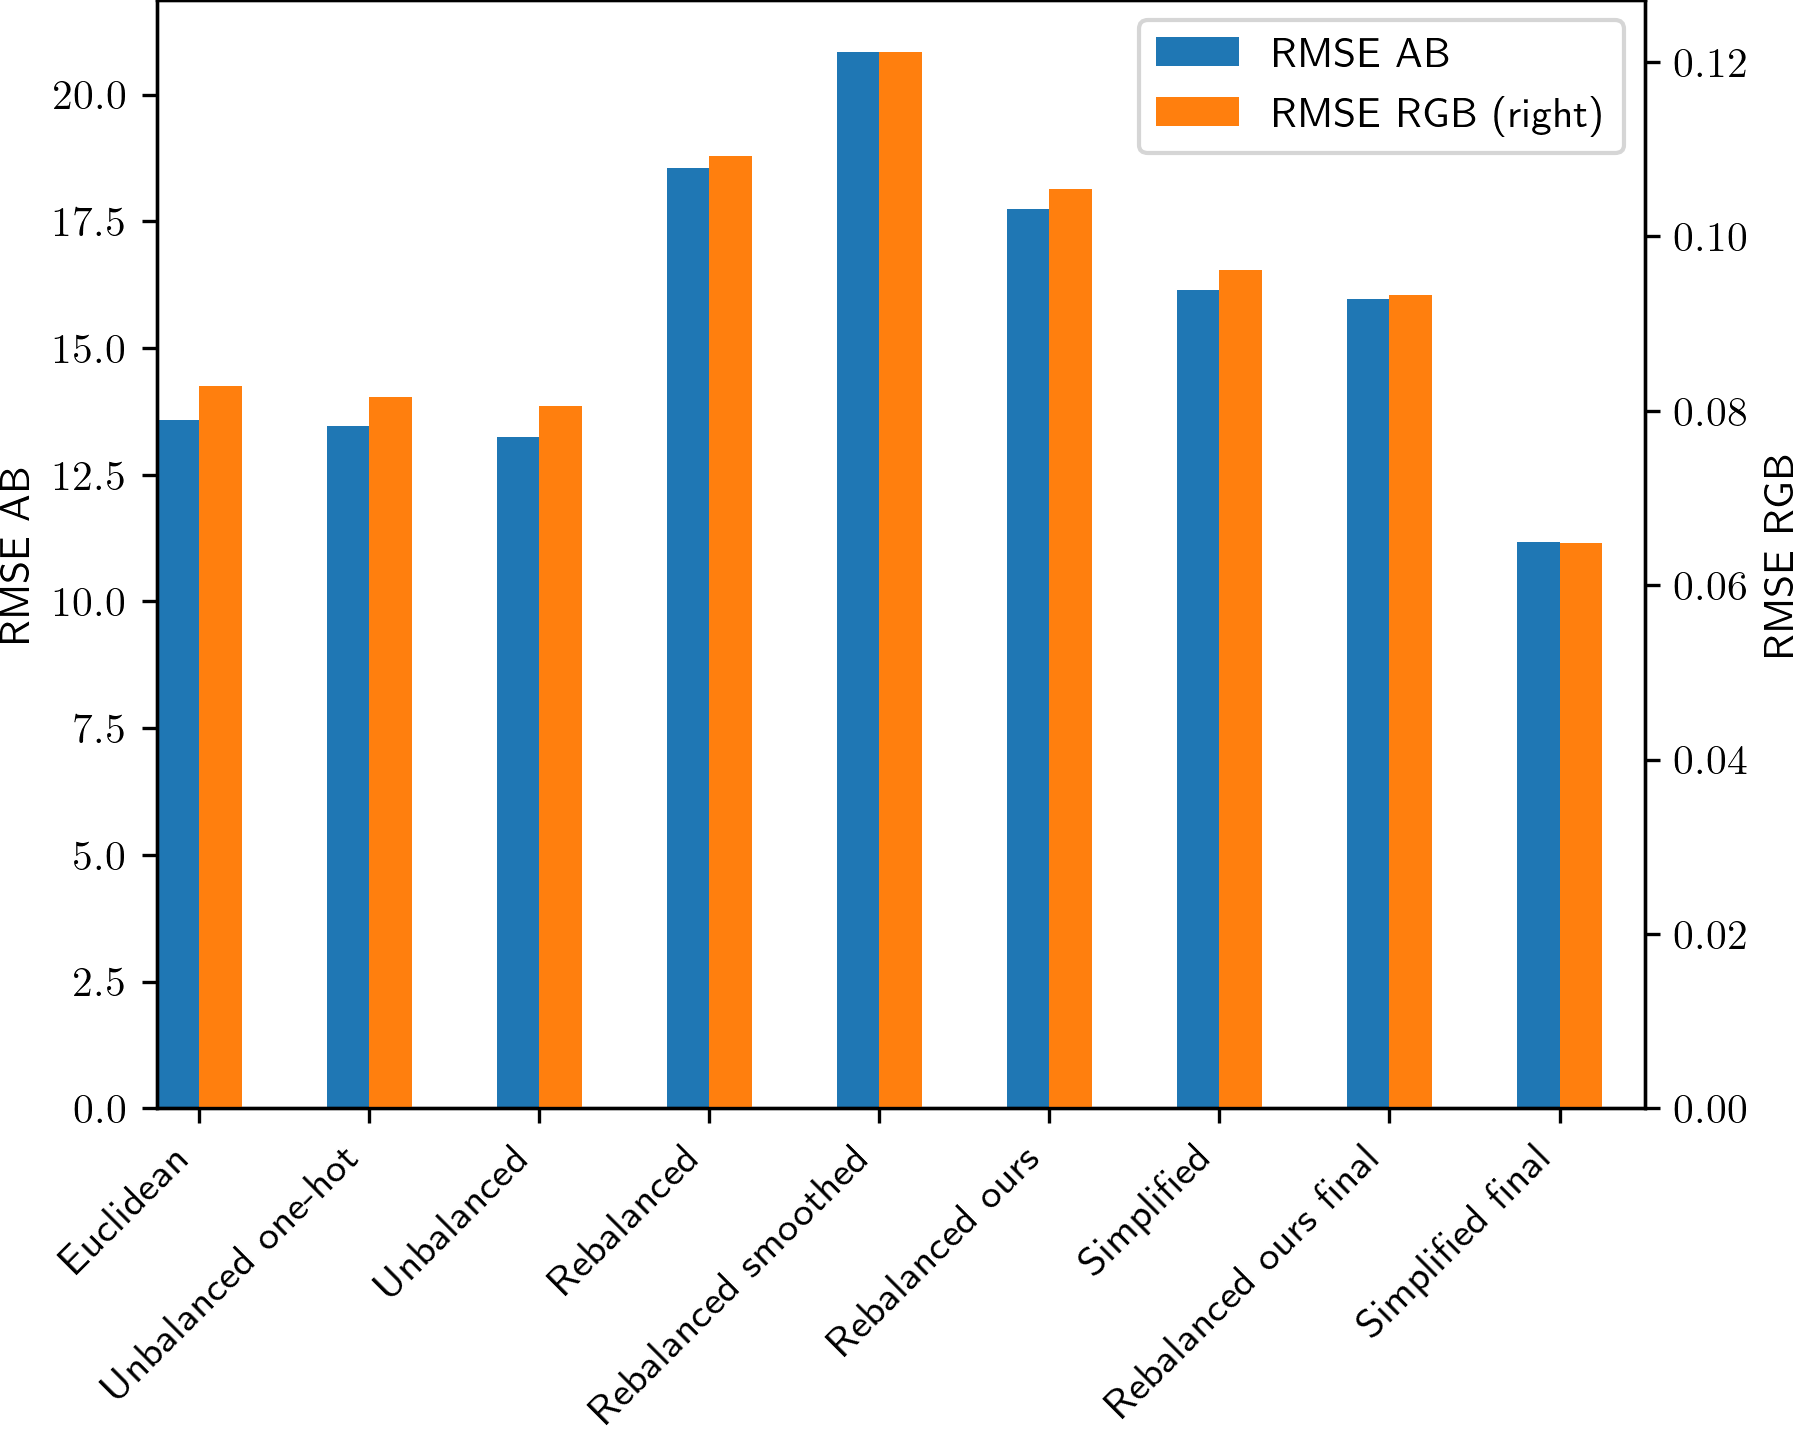 RMSE AB
RMSE RGB (right)
20.0
17.5
15.0
12.5
10.0
7.5
5.0
2.5
0.0
RMSE AB
0.12
0.10
0.08
0.06
0.04
0.02
0.00
RMSE RGB
Euclidean
Unbalanced one-hot
Unbalanced
Rebalanced
Rebalanced smoothed
Rebalanced ours
Simplified
Rebalanced ours final
Simplified final